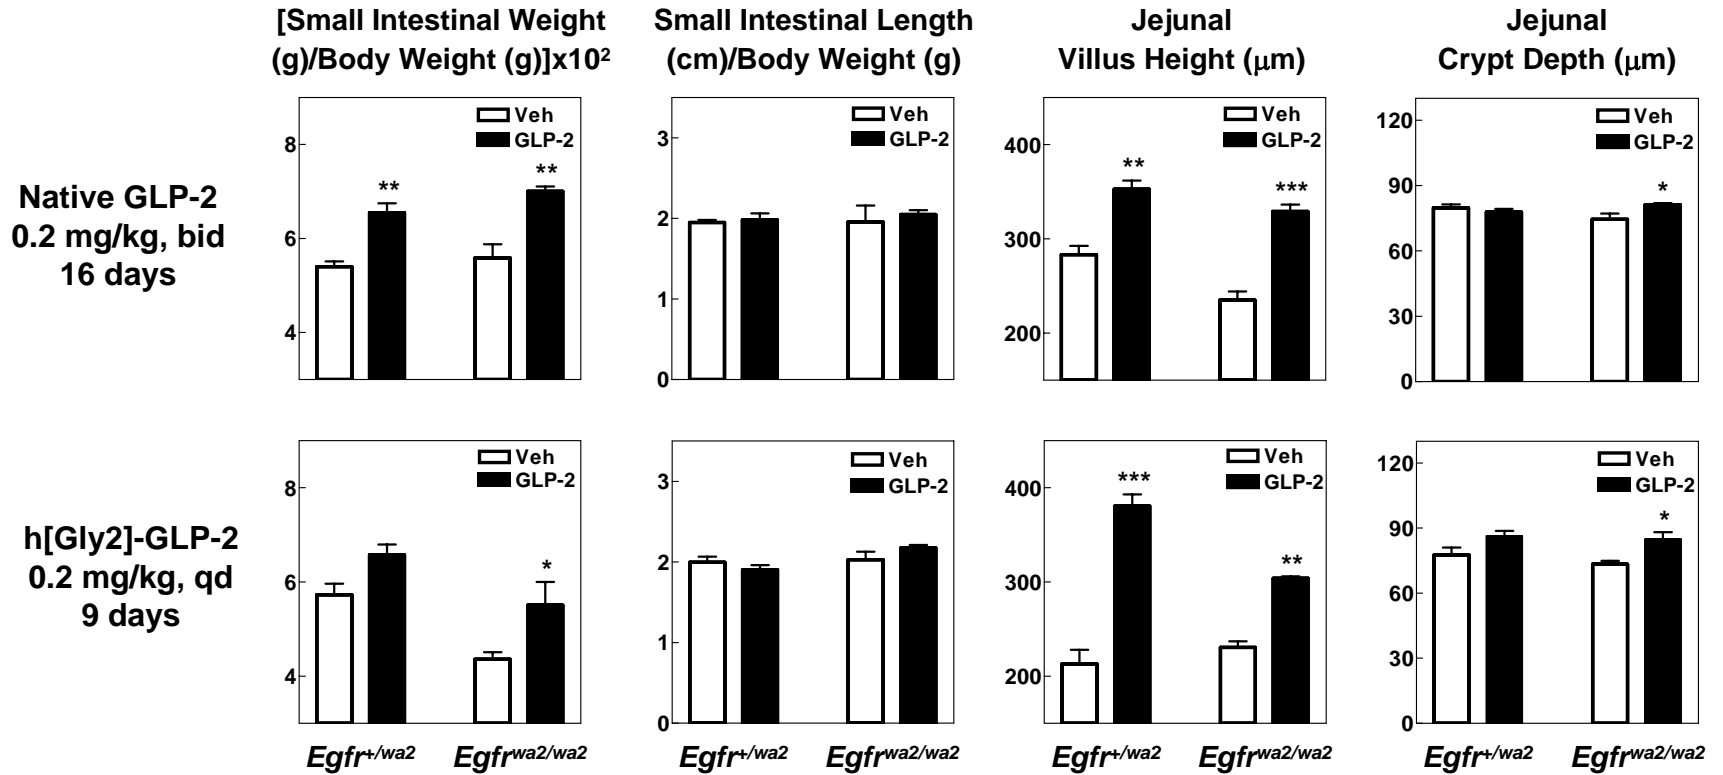 [Small Intestinal Weight
(g)/Body Weight (g)]x10²
Small Intestinal Length
(cm)/Body Weight (g)
Jejunal
Villus Height (μm)
Jejunal
Crypt Depth (μm)
Native GLP-2
0.2 mg/kg, bid
16 days
8
6
4
Veh
GLP-2
**
**
3
2
1
0
Veh
GLP-2
400
300
200
Veh
GLP-2
**
***
120
90
60
30
0
Veh
GLP-2
*
h[Gly2]-GLP-2
0.2 mg/kg, qd
9 days
8
6
4
Veh
GLP-2
*
3
2
1
0
Veh
GLP-2
400
300
200
Veh
GLP-2
***
**
120
90
60
30
0
Veh
GLP-2
*
Egfr+/wa2 Egfrwa2/wa2
Egfr+/wa2 Egfrwa2/wa2
Egfr+/wa2 Egfrwa2/wa2
Egfr+/wa2 Egfrwa2/wa2